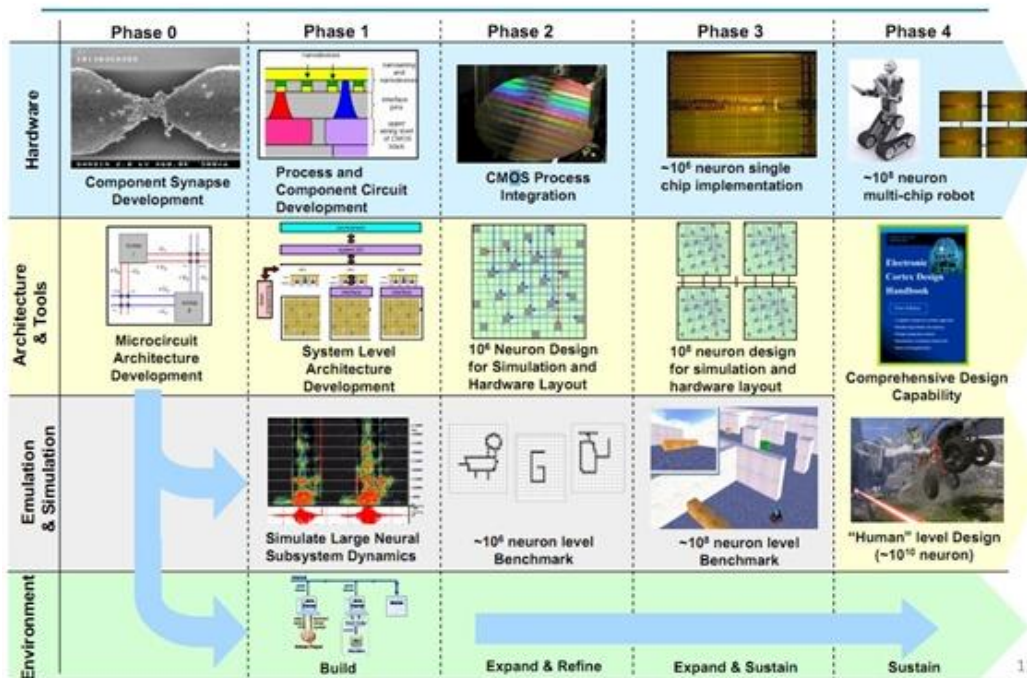 Phase 0
Phase 1
Phase 2
Phase 3
Phase 4
Hardware
Component Synapse
Development
Process and
Component Circuit
Development
CMOS Process
Integration
~10⁶ neuron single
chip implementation
~10⁸ neuron
multi-chip robot
Architecture
& Tools
Microcircuit
Architecture
Development
System Level
Architecture
Development
10⁶ Neuron Design
for Simulation and
Hardware Layout
10⁸ neuron design
for simulation and
hardware layout
Electronic
Cortex Design
Handbook
Comprehensive Design
Capability
Emulation
& Simulation
Simulate Large Neural
Subsystem Dynamics
G
~10⁶ neuron level
Benchmark
~10⁸ neuron level
Benchmark
"Human" level Design
(~10¹⁰ neuron)
Environment
Build
Expand & Refine
Expand & Sustain
Sustain
1